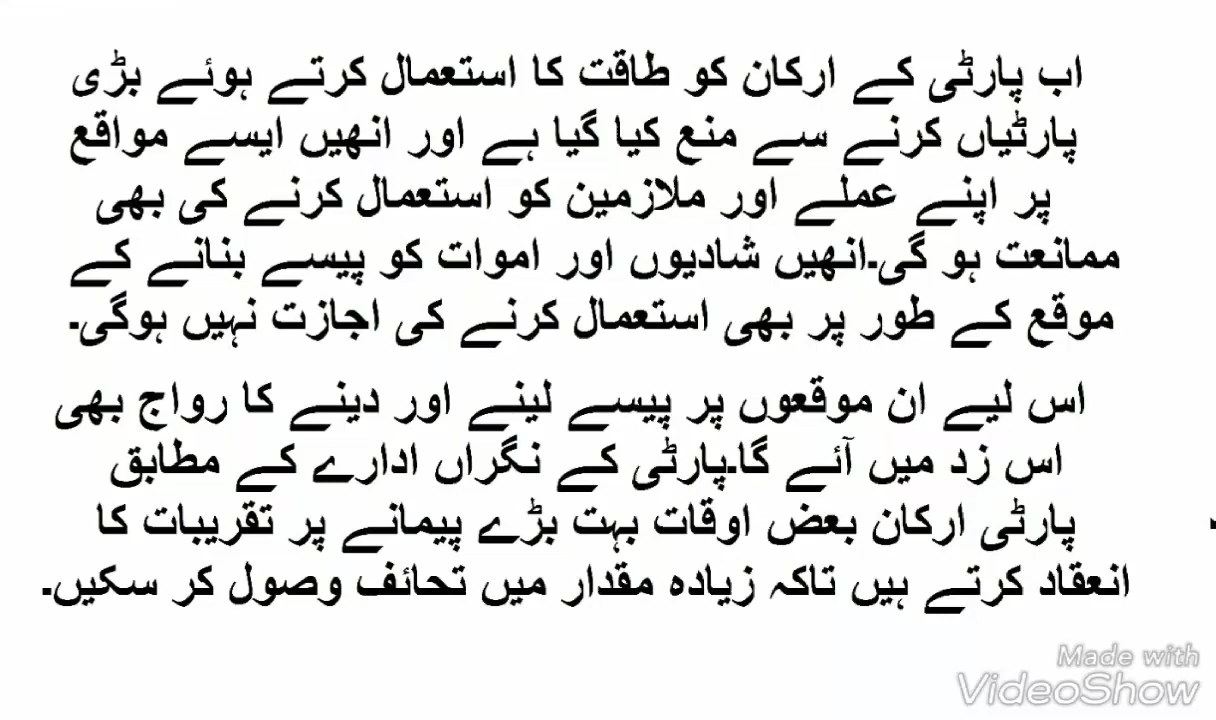 اب پارٹی کے ارکان کو طاقت کا استعمال کرتے ہوئے بڑی
پارٹیاں کرنے سے منع کیا گیا ہے اور انھیں ایسے مواقع
پر اپنے عملے اور ملازمین کو استعمال کرنے کی بھی
ممانعت ہو گی۔انھیں شادیوں اور اموات کو پیسے بنانے کے
موقع کے طور پر بھی استعمال کرنے کی اجازت نہیں ہوگی۔
اس لیے ان موقعوں پر پیسے لینے اور دینے کا رواج بھی
اس زد میں آئے گا۔پارٹی کے نگراں ادارے کے مطابق
پارٹی ارکان بعض اوقات بہت بڑے پیمانے پر تقریبات کا
انعقاد کرتے ہیں تاکہ زیادہ مقدار میں تحائف وصول کر سکیں۔
Made with
VideoShow